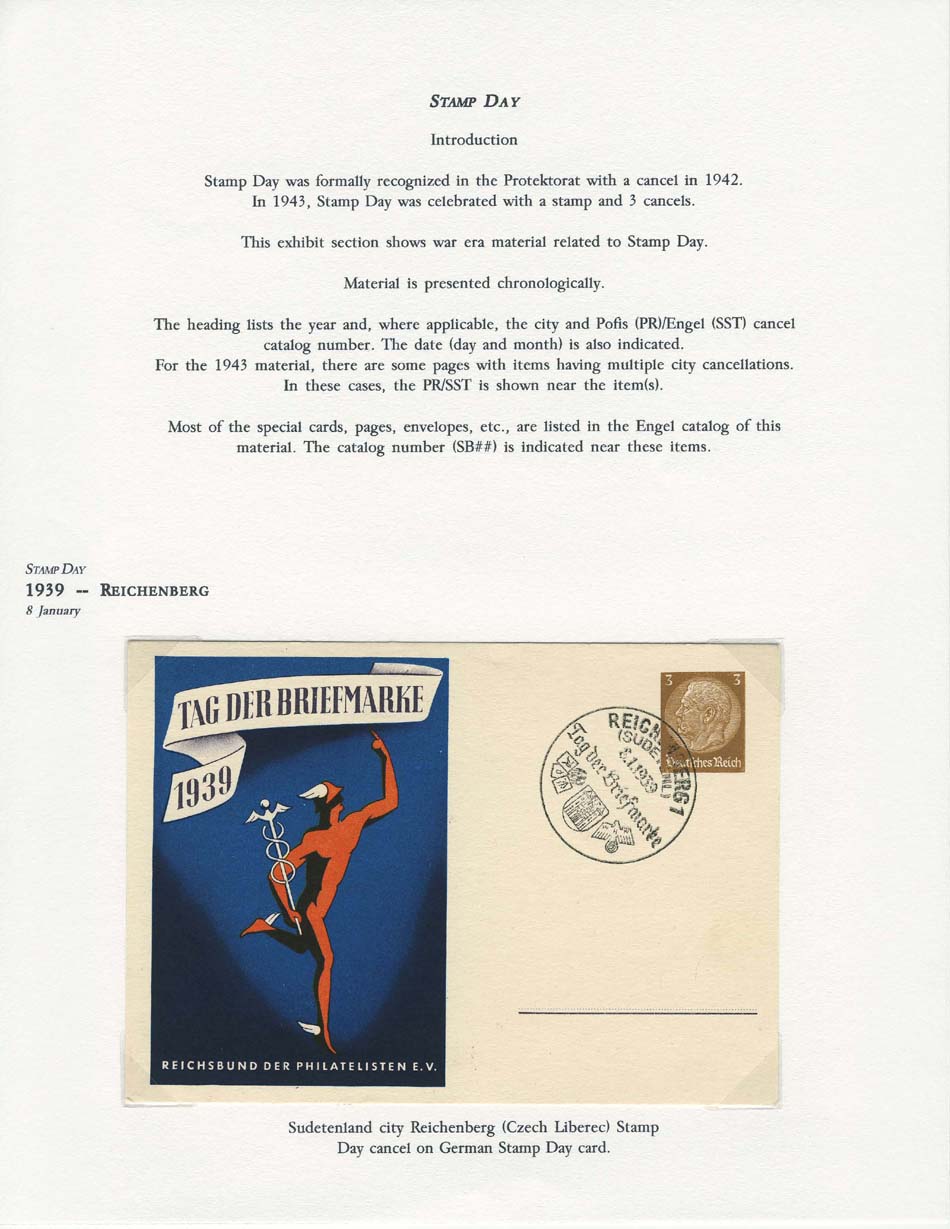 STAMP DAY
Introduction
Stamp Day was formally recognized in the Protektorat with a cancel in 1942.
In 1943, Stamp Day was celebrated with a stamp and 3 cancels.
This exhibit section shows war era material related to Stamp Day.
Material is presented chronologically.
The heading lists the year and, where applicable, the city and Pofis (PR)/Engel (SST) cancel
catalog number. The date (day and month) is also indicated.
For the 1943 material, there are some pages with items having multiple city cancellations.
In these cases, the PR/SST is shown near the item(s).
Most of the special cards, pages, envelopes, etc., are listed in the Engel catalog of this
material. The catalog number (SB##) is indicated near these items.
STAMP DAY
1939 -- REICHENBERG
8 January
TAG DER BRIEFMARKE
1939
REICHSBUND DER PHILATELISTEN E.V.
3 3
Deutsches Reich
8.1.1939
Tag der Briefmarke
Sudetenland city Reichenberg (Czech Liberec) Stamp
Day cancel on German Stamp Day card.